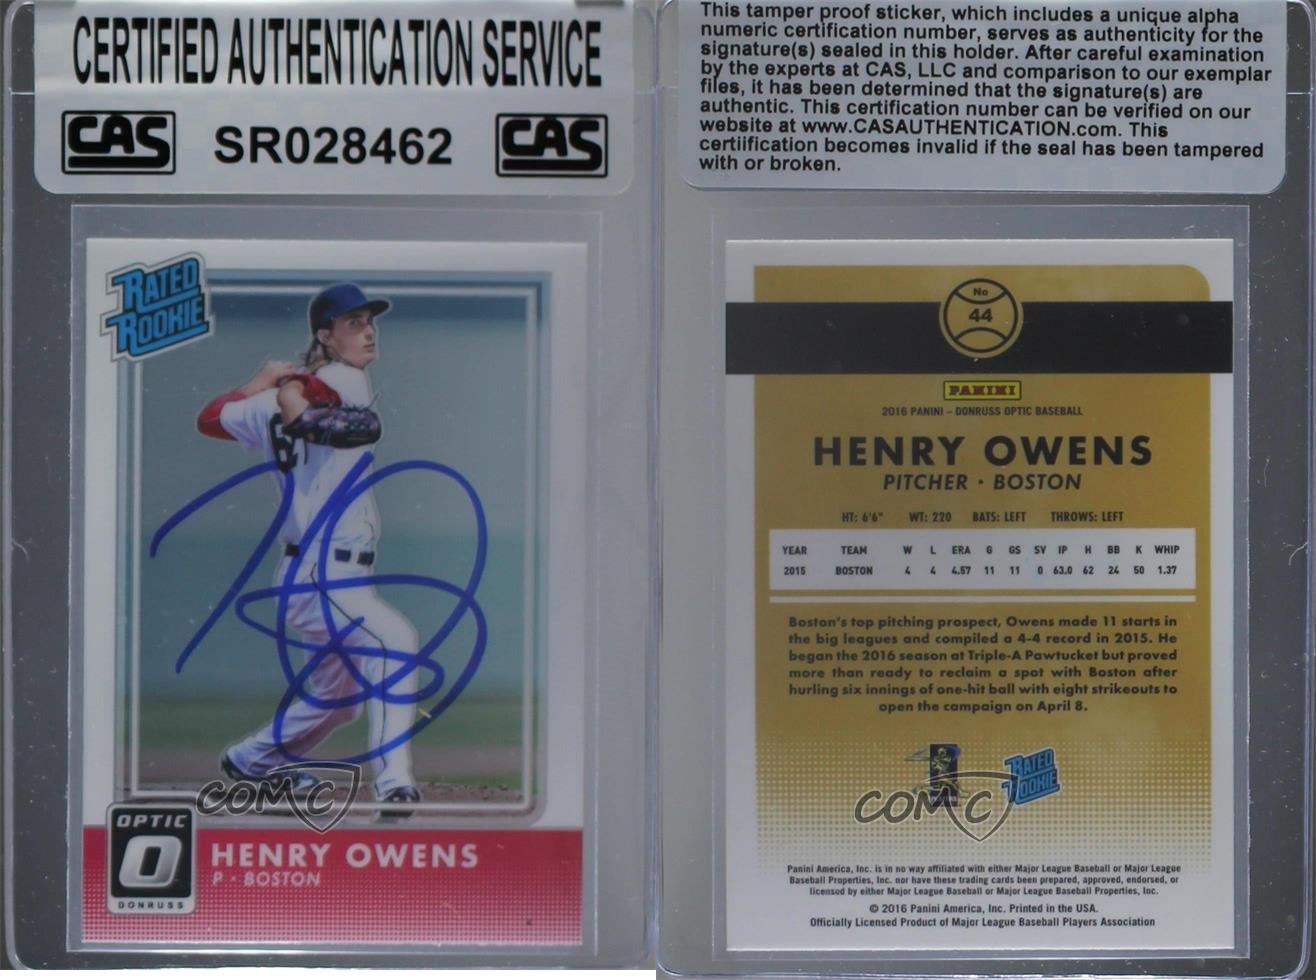 CERTIFIED AUTHENTICATION SERVICE
CAS SR028462 CAS
RATED
ROOKIE
COMC
OPTIC
O
DONRUSS
HENRY OWENS
P · BOSTON
This tamper proof sticker, which includes a unique alpha
numeric certification number, serves as authenticity for the
signature(s) sealed in this holder. After careful examination
by the experts at CAS, LLC and comparison to our exemplar
files, it has been determined that the signature(s) are
authentic. This certification number can be verified on our
website at www.CASAUTHENTICATION.com. This
certiification becomes invalid if the seal has been tampered
with or broken.
No
44
PANINI
2016 PANINI – DONRUSS OPTIC BASEBALL
HENRY OWENS
PITCHER · BOSTON
HT: 6'6" WT: 220 BATS: LEFT THROWS: LEFT
YEAR TEAM W L ERA G GS SV IP H BB K WHIP
2015 BOSTON 4 4 4.57 11 11 0 63.0 62 24 50 1.37
Boston's top pitching prospect, Owens made 11 starts in
the big leagues and compiled a 4-4 record in 2015. He
began the 2016 season at Triple-A Pawtucket but proved
more than ready to reclaim a spot with Boston after
hurling six innings of one-hit ball with eight strikeouts to
open the campaign on April 8.
RATED
ROOKIE
COMC
Panini America, Inc. is in no way affiliated with either Major League Baseball or Major League
Baseball Properties, Inc. nor have these trading cards been prepared, approved, endorsed, or
licensed by either Major League Baseball or Major League Baseball Properties, Inc.
© 2016 Panini America, Inc. Printed in the USA.
Officially Licensed Product of Major League Baseball Players Association